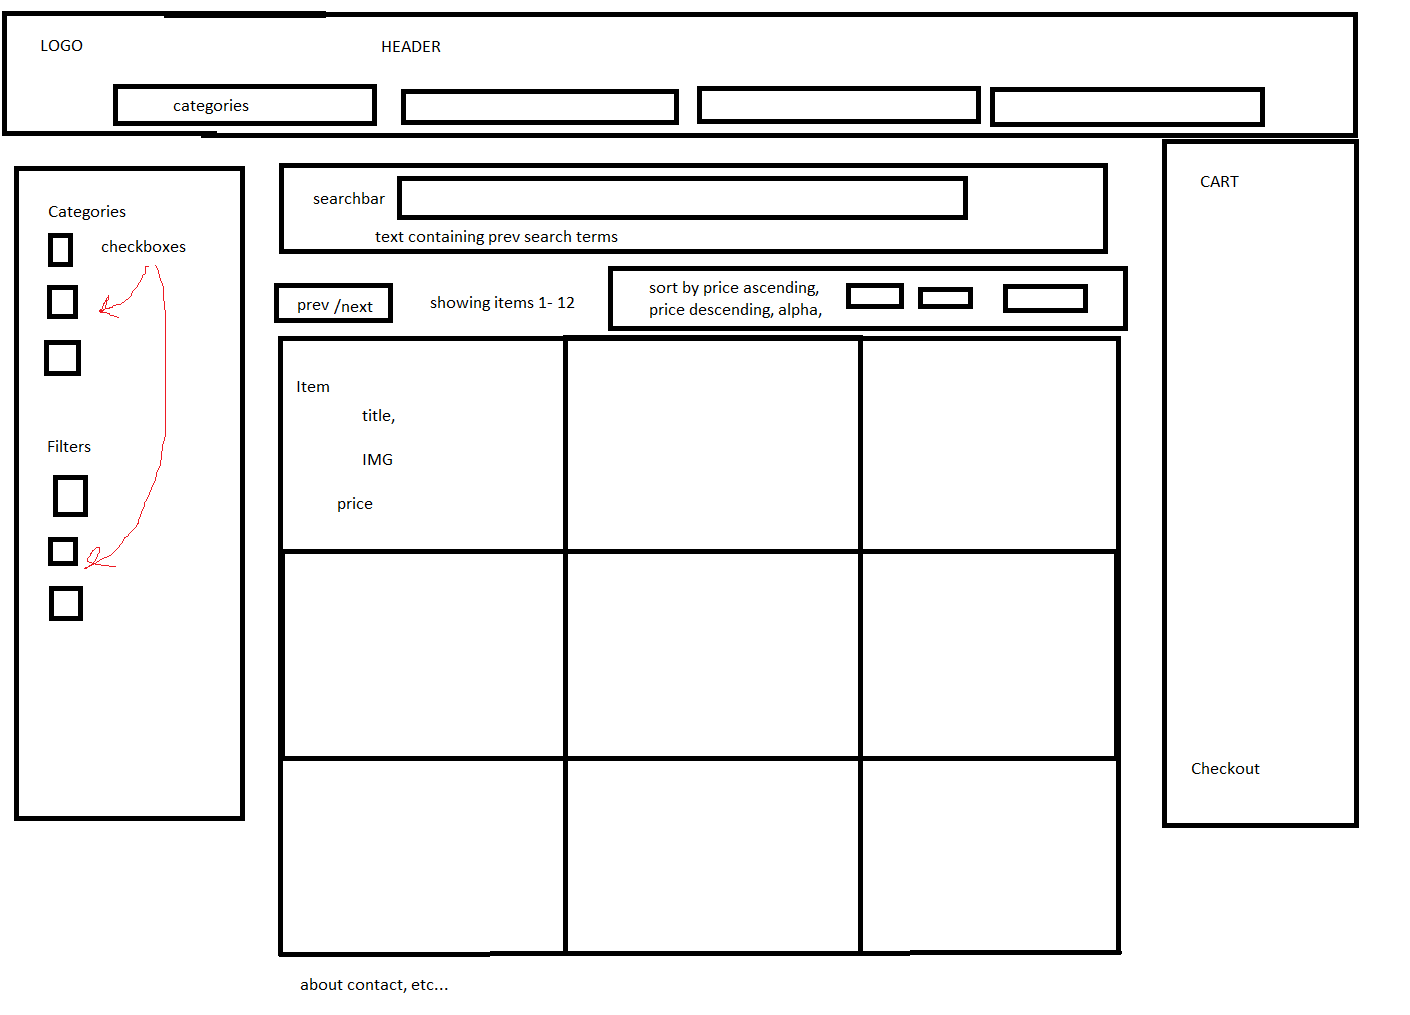 LOGO
HEADER
categories
Categories
checkboxes
Filters
searchbar
text containing prev search terms
prev /next
showing items 1- 12
sort by price ascending,
price descending, alpha,
Item
title,
IMG
price
CART
Checkout
about contact, etc...